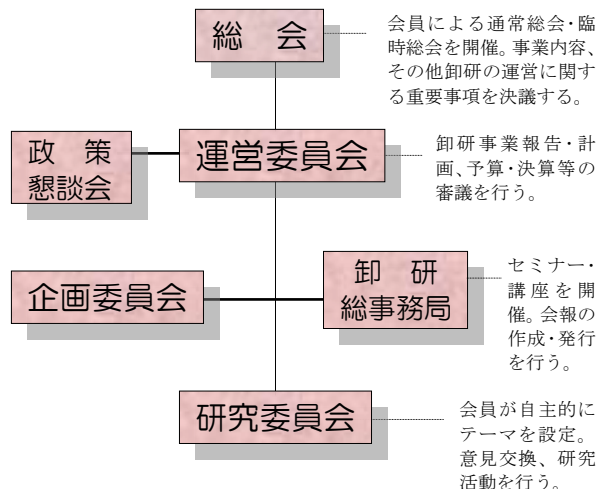 総　会
会員による通常総会・臨
時総会を開催。事業内容、
その他卸研の運営に関す
る重要事項を決議する。
政　策
懇談会
運営委員会
卸研事業報告・計
画、予算・決算等の
審議を行う。
企画委員会
卸　研
総事務局
セミナー・
講座を開
催。会報の
作成・発行
を行う。
研究委員会
会員が自主的に
テーマを設定。
意見交換、研究
活動を行う。